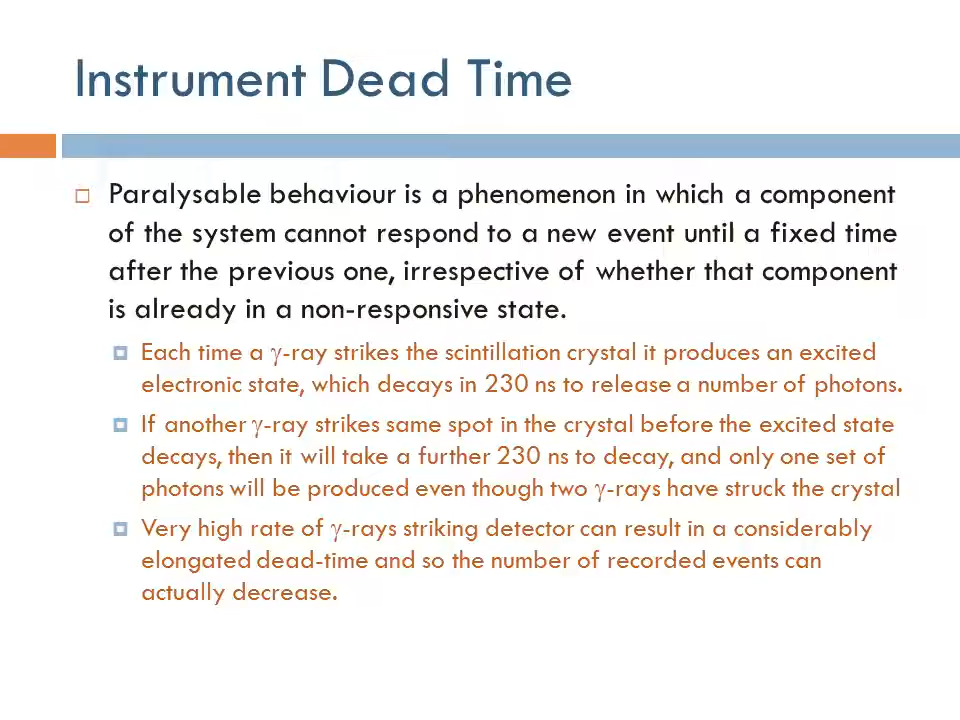 Instrument Dead Time
Paralysable behaviour is a phenomenon in which a component
of the system cannot respond to a new event until a fixed time
after the previous one, irrespective of whether that component
is already in a non-responsive state.
Each time a γ-ray strikes the scintillation crystal it produces an excited
electronic state, which decays in 230 ns to release a number of photons.
If another γ-ray strikes same spot in the crystal before the excited state
decays, then it will take a further 230 ns to decay, and only one set of
photons will be produced even though two γ-rays have struck the crystal
Very high rate of γ-rays striking detector can result in a considerably
elongated dead-time and so the number of recorded events can
actually decrease.